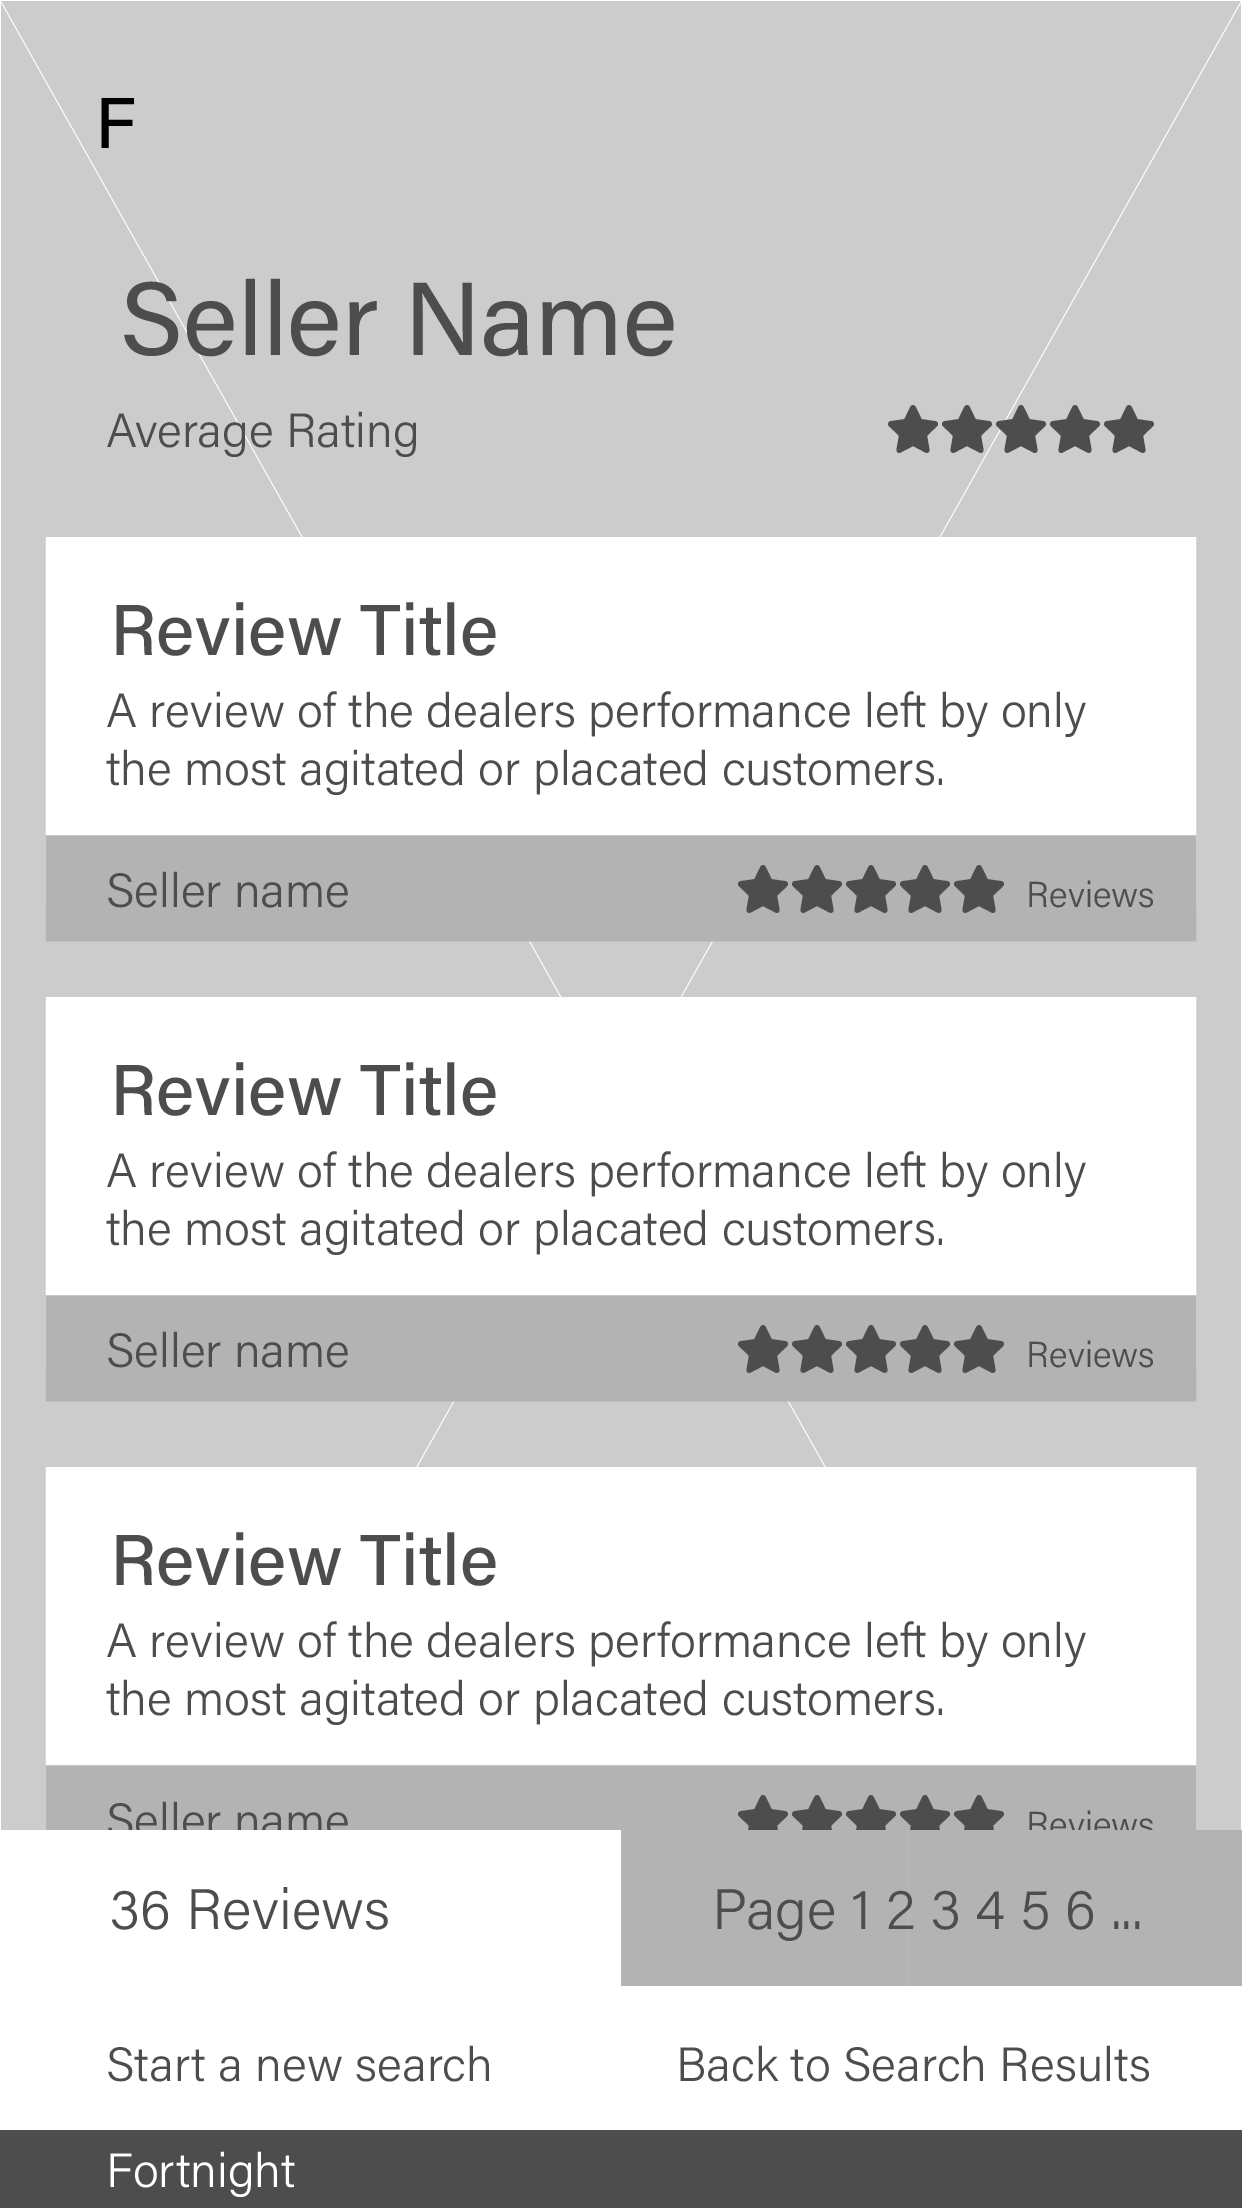 F
Seller Name
Average Rating
Review Title
A review of the dealers performance left by only
the most agitated or placated customers.
Seller name Reviews
Review Title
A review of the dealers performance left by only
the most agitated or placated customers.
Seller name Reviews
Review Title
A review of the dealers performance left by only
the most agitated or placated customers.
Seller name Reviews
36 Reviews Page 1 2 3 4 5 6 ...
Start a new search Back to Search Results
Fortnight